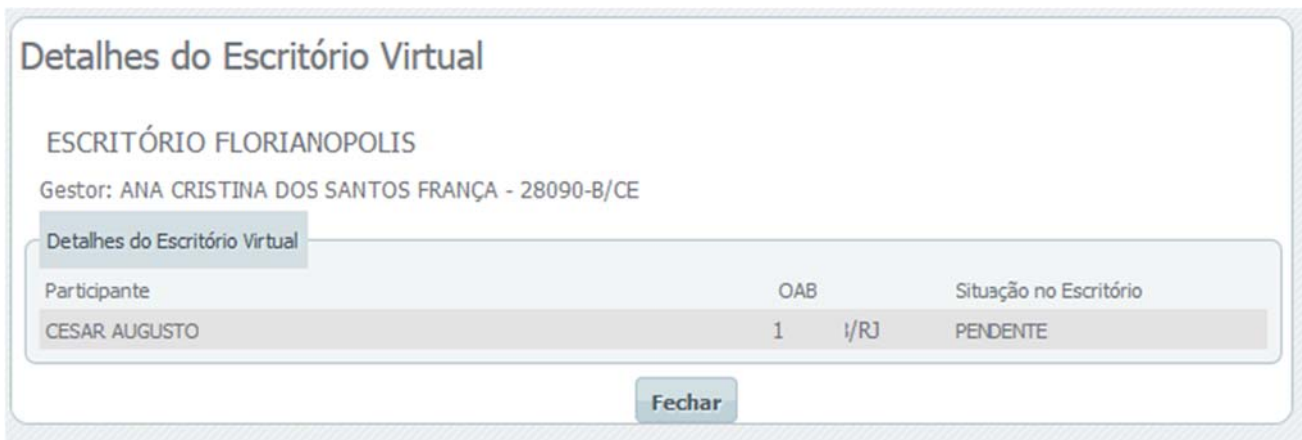 Detalhes do Escritório Virtual
ESCRITÓRIO FLORIANOPOLIS
Gestor: ANA CRISTINA DOS SANTOS FRANÇA - 28090-B/CE
Detalhes do Escritório Virtual
Participante OAB Situação no Escritório
CESAR AUGUSTO 1 /RJ PENDENTE
Fechar